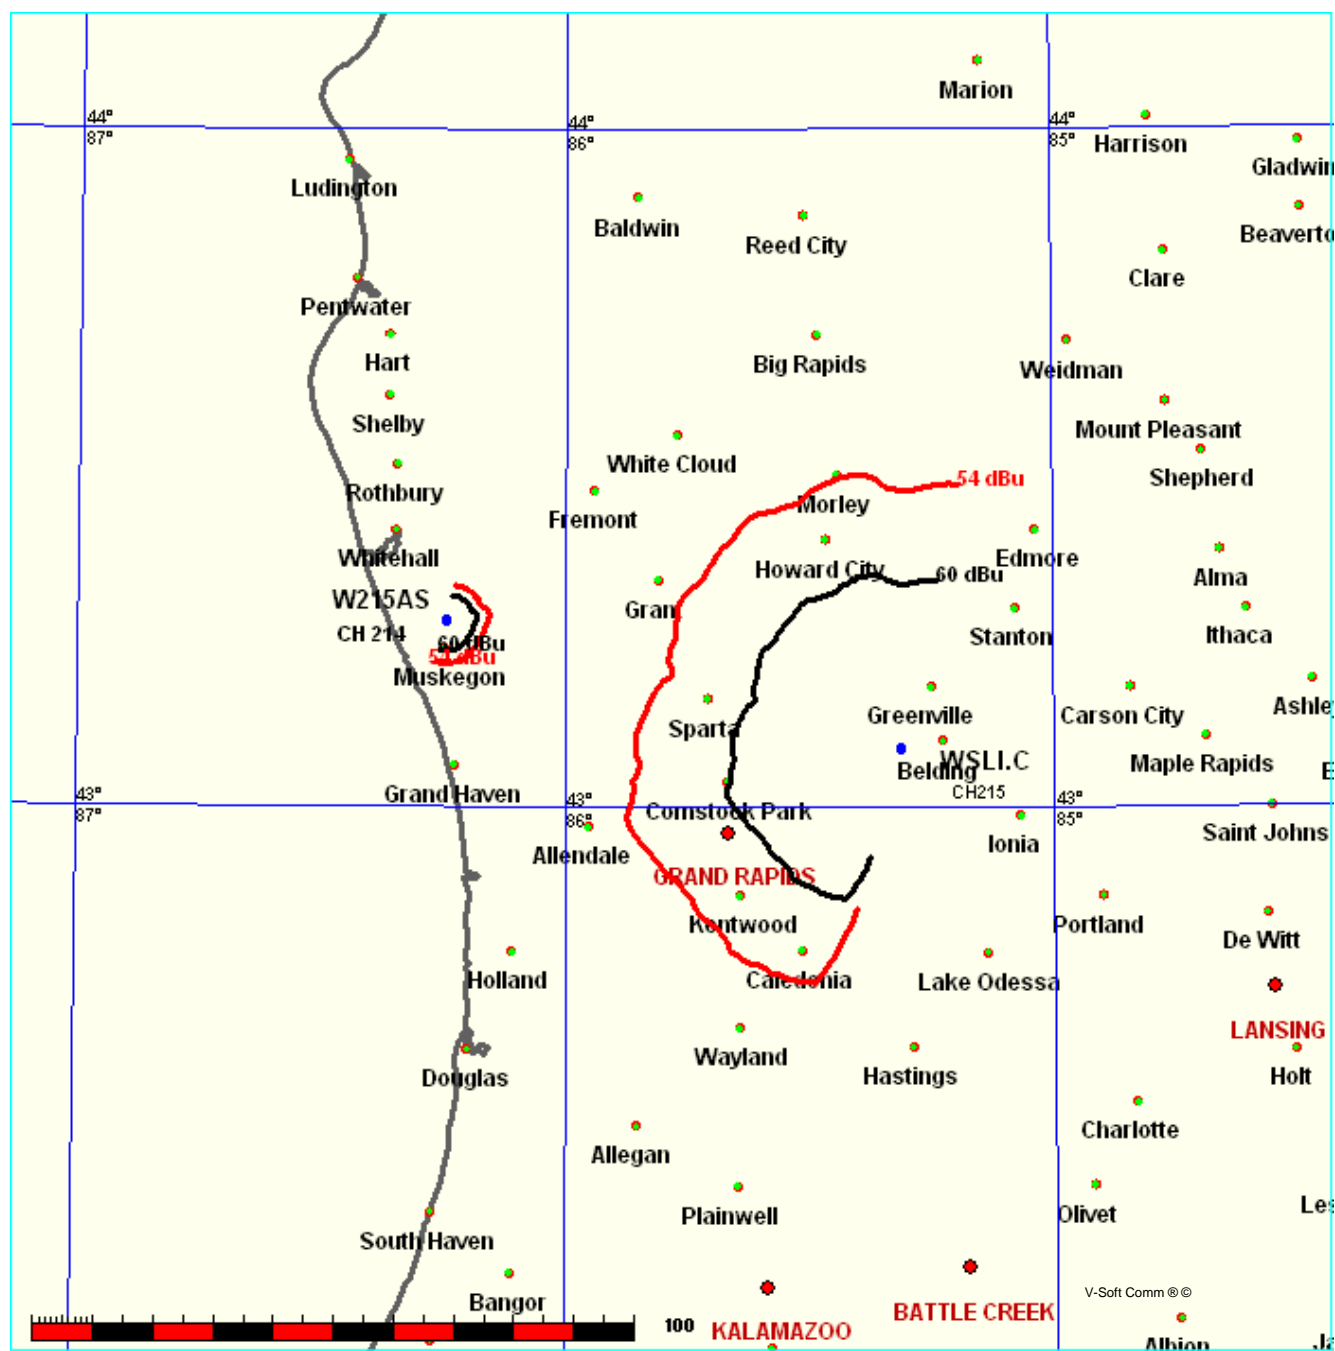 Marion
44°
87°
44°
86°
44°
85°
Harrison
Gladwin
Ludington
Baldwin
Reed City
Beaverto
Clare
Pentwater
Hart
Big Rapids
Weidman
Shelby
Mount Pleasant
White Cloud
Shepherd
54 dBu
Rothbury
Morley
Fremont
Whitehall
Howard City
Edmore
60 dBu
Alma
W215AS
Gran
CH 214
60 dBu
54 dBu
Stanton
Ithaca
Muskegon
Greenville
Carson City
Ashley
Sparta
WSLI.C
Belding
CH215
Maple Rapids
E
Grand Haven
43°
87°
43°
86°
43°
85°
Comstock Park
Saint Johns
Allendale
Ionia
GRAND RAPIDS
Kentwood
Portland
De Witt
Holland
Caledonia
Lake Odessa
LANSING
Wayland
Hastings
Douglas
Holt
Charlotte
Allegan
Plainwell
Olivet
Les
South Haven
Bangor
V-Soft Comm ® ©
BATTLE CREEK
100
KALAMAZOO
Albion